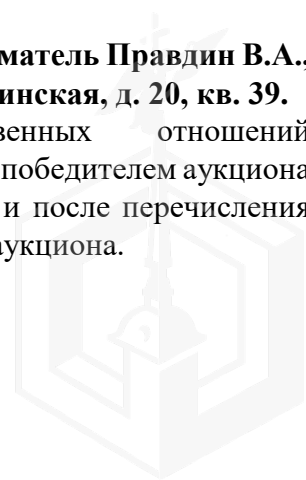 матель Правдин В.А.,
инская, д. 20, кв. 39.
венных отношений
победителем аукциона
и после перечисления
аукциона.